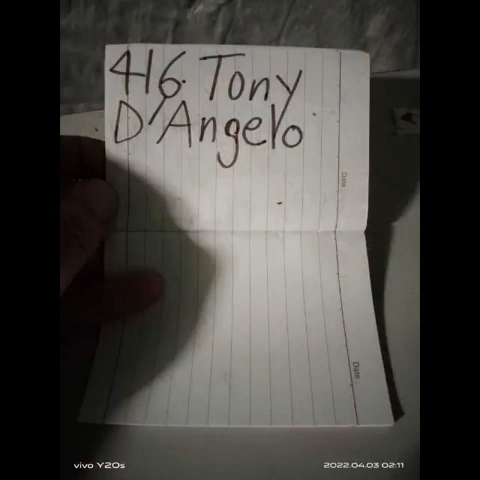 416. Tony
D'Angelo
Date
Date
vivo Y20s
2022.04.03 02:11